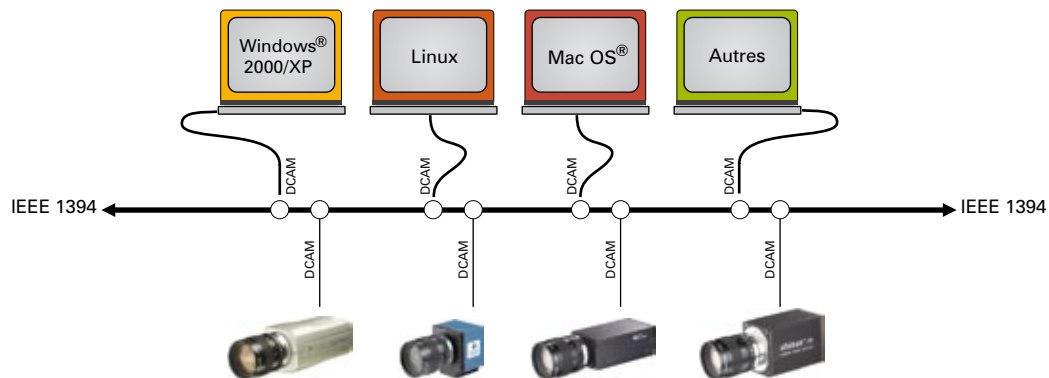 Windows®
2000/XP
Linux
Mac OS®
Autres
DCAM
DCAM
DCAM
DCAM
IEEE 1394
IEEE 1394
DCAM
DCAM
DCAM
DCAM